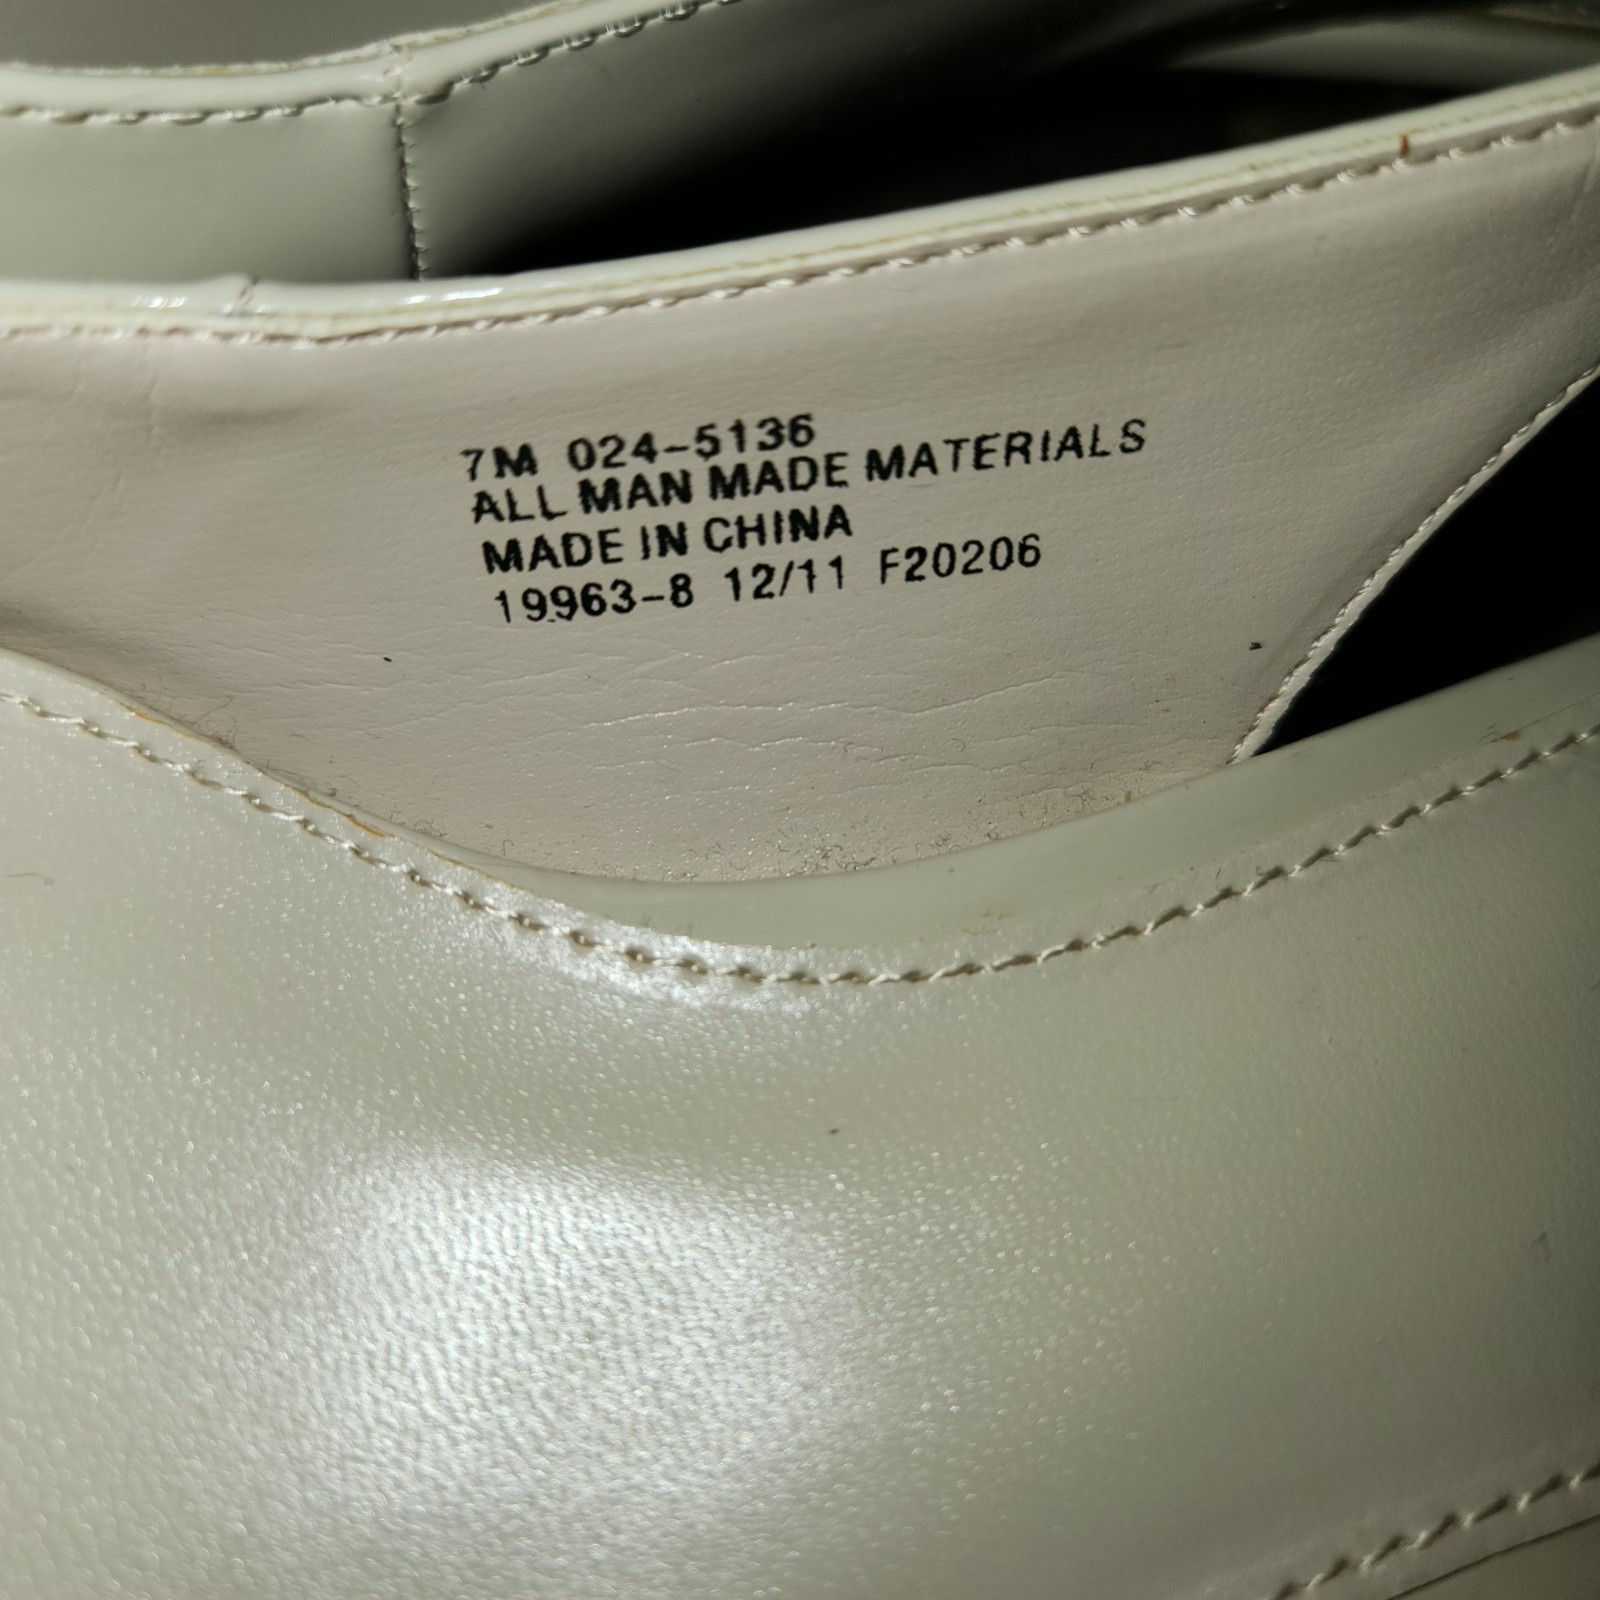 7M 024-5136
ALL MAN MADE MATERIALS
MADE IN CHINA
19963-8 12/11 F20206